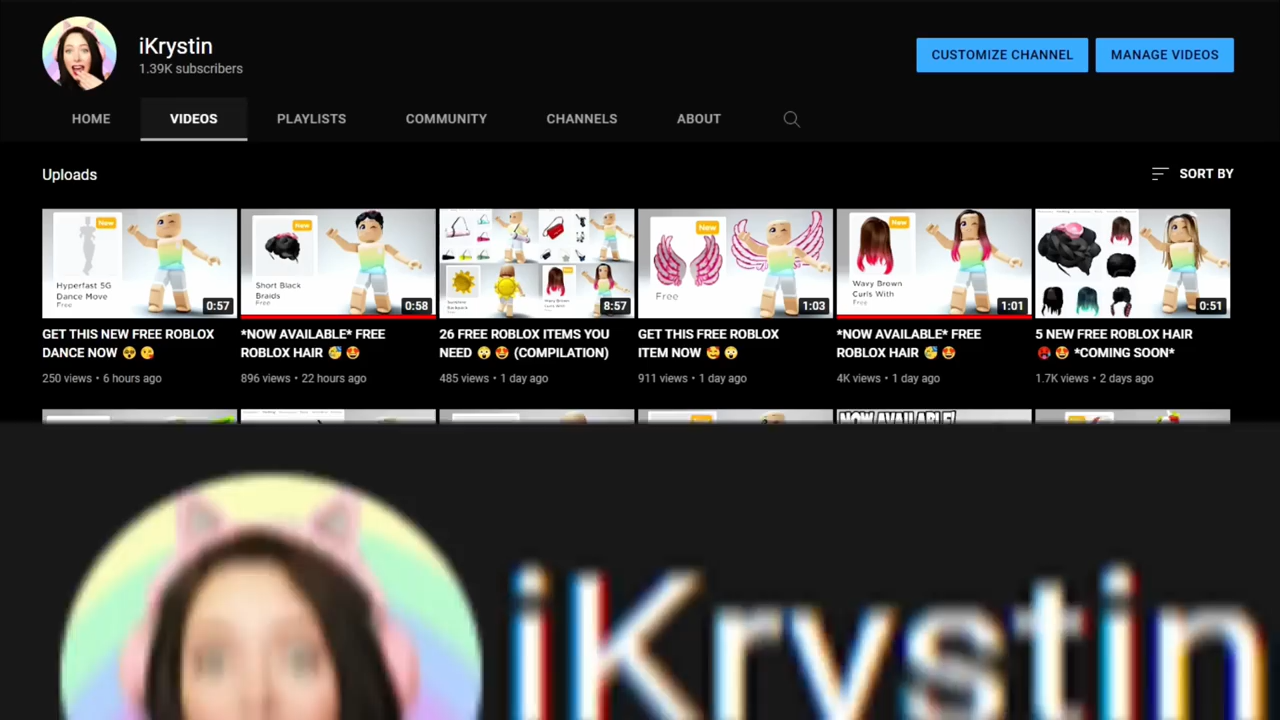 iKrystin
1.39K subscribers
CUSTOMIZE CHANNEL
MANAGE VIDEOS
HOME
VIDEOS
PLAYLISTS
COMMUNITY
CHANNELS
ABOUT
Uploads
SORT BY
New
Hyperfast 5G
Dance Move
Free
0:57
New
Short Black
Braids
Free
0:58
8:57
New
Free
1:03
New
Wavy Brown
Curls With
Free
1:01
0:51
GET THIS NEW FREE ROBLOX
DANCE NOW 😍 😘
250 views • 6 hours ago
*NOW AVAILABLE* FREE
ROBLOX HAIR 🥳 🤩
896 views • 22 hours ago
26 FREE ROBLOX ITEMS YOU
NEED 😲 🤩 (COMPILATION)
485 views • 1 day ago
GET THIS FREE ROBLOX
ITEM NOW 🥰 😲
911 views • 1 day ago
*NOW AVAILABLE* FREE
ROBLOX HAIR 🥳 🤩
4K views • 1 day ago
5 NEW FREE ROBLOX HAIR
🥵 🤩 *COMING SOON*
1.7K views • 2 days ago
NOW AVAILABLE!
iKrystin